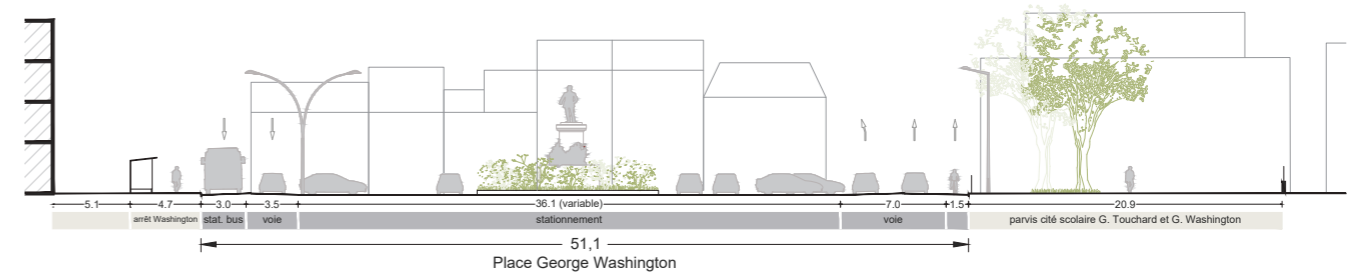 5.1 4.7 3.0 3.5 36.1 (variable) 7.0 1.5 20.9
arrêt Washington stat. bus voie stationnement voie parvis cité scolaire G. Touchard et G. Washington
51,1
Place George Washington